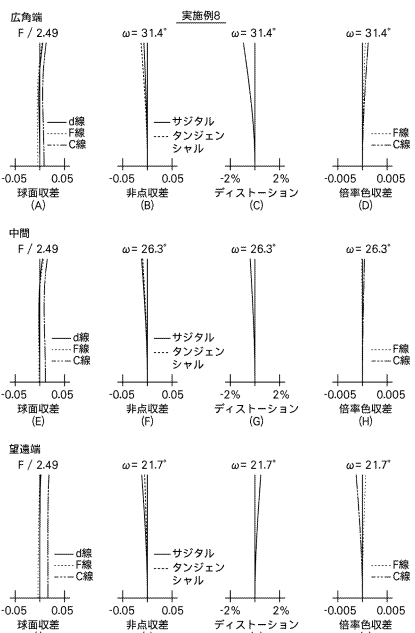 実施例8
広角端
F / 2.49
ω= 31.4°
ω= 31.4°
ω= 31.4°
d線
F線
C線
サジタル
タンジェン
シャル
F線
C線
-0.05 0.05
-0.05 0.05
-2% 2%
-0.005 0.005
球面収差
非点収差
ディストーション
倍率色収差
(A)
(B)
(C)
(D)
中間
F / 2.49
ω= 26.3°
ω= 26.3°
ω= 26.3°
d線
F線
C線
サジタル
タンジェン
シャル
F線
C線
-0.05 0.05
-0.05 0.05
-2% 2%
-0.005 0.005
球面収差
非点収差
ディストーション
倍率色収差
(E)
(F)
(G)
(H)
望遠端
F / 2.49
ω= 21.7°
ω= 21.7°
ω= 21.7°
d線
F線
C線
サジタル
タンジェン
シャル
F線
C線
-0.05 0.05
-0.05 0.05
-2% 2%
-0.005 0.005
球面収差
非点収差
ディストーション
倍率色収差